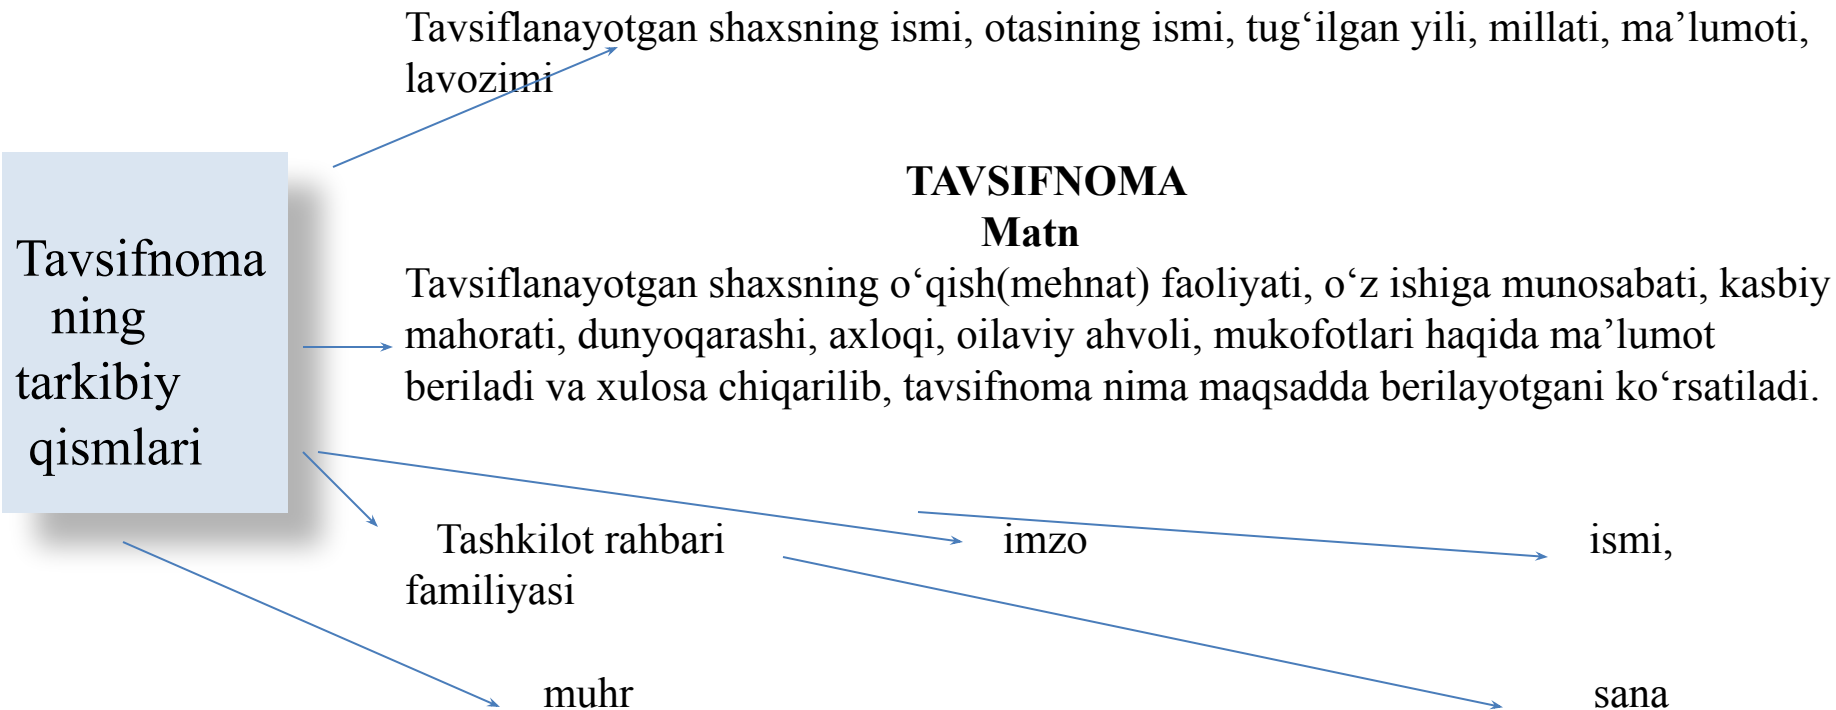 Tavsiflanayotgan shaxsning ismi, otasining ismi, tug‘ilgan yili, millati, ma’lumoti,
lavozimi
TAVSIFNOMA
Matn
Tavsiflanayotgan shaxsning o‘qish(mehnat) faoliyati, o‘z ishiga munosabati, kasbiy
mahorati, dunyoqarashi, axloqi, oilaviy ahvoli, mukofotlari haqida ma’lumot
beriladi va xulosa chiqarilib, tavsifnoma nima maqsadda berilayotgani ko‘rsatiladi.
Tavsifnoma
ning
tarkibiy
qismlari
Tashkilot rahbari imzo ismi,
familiyasi
muhr sana